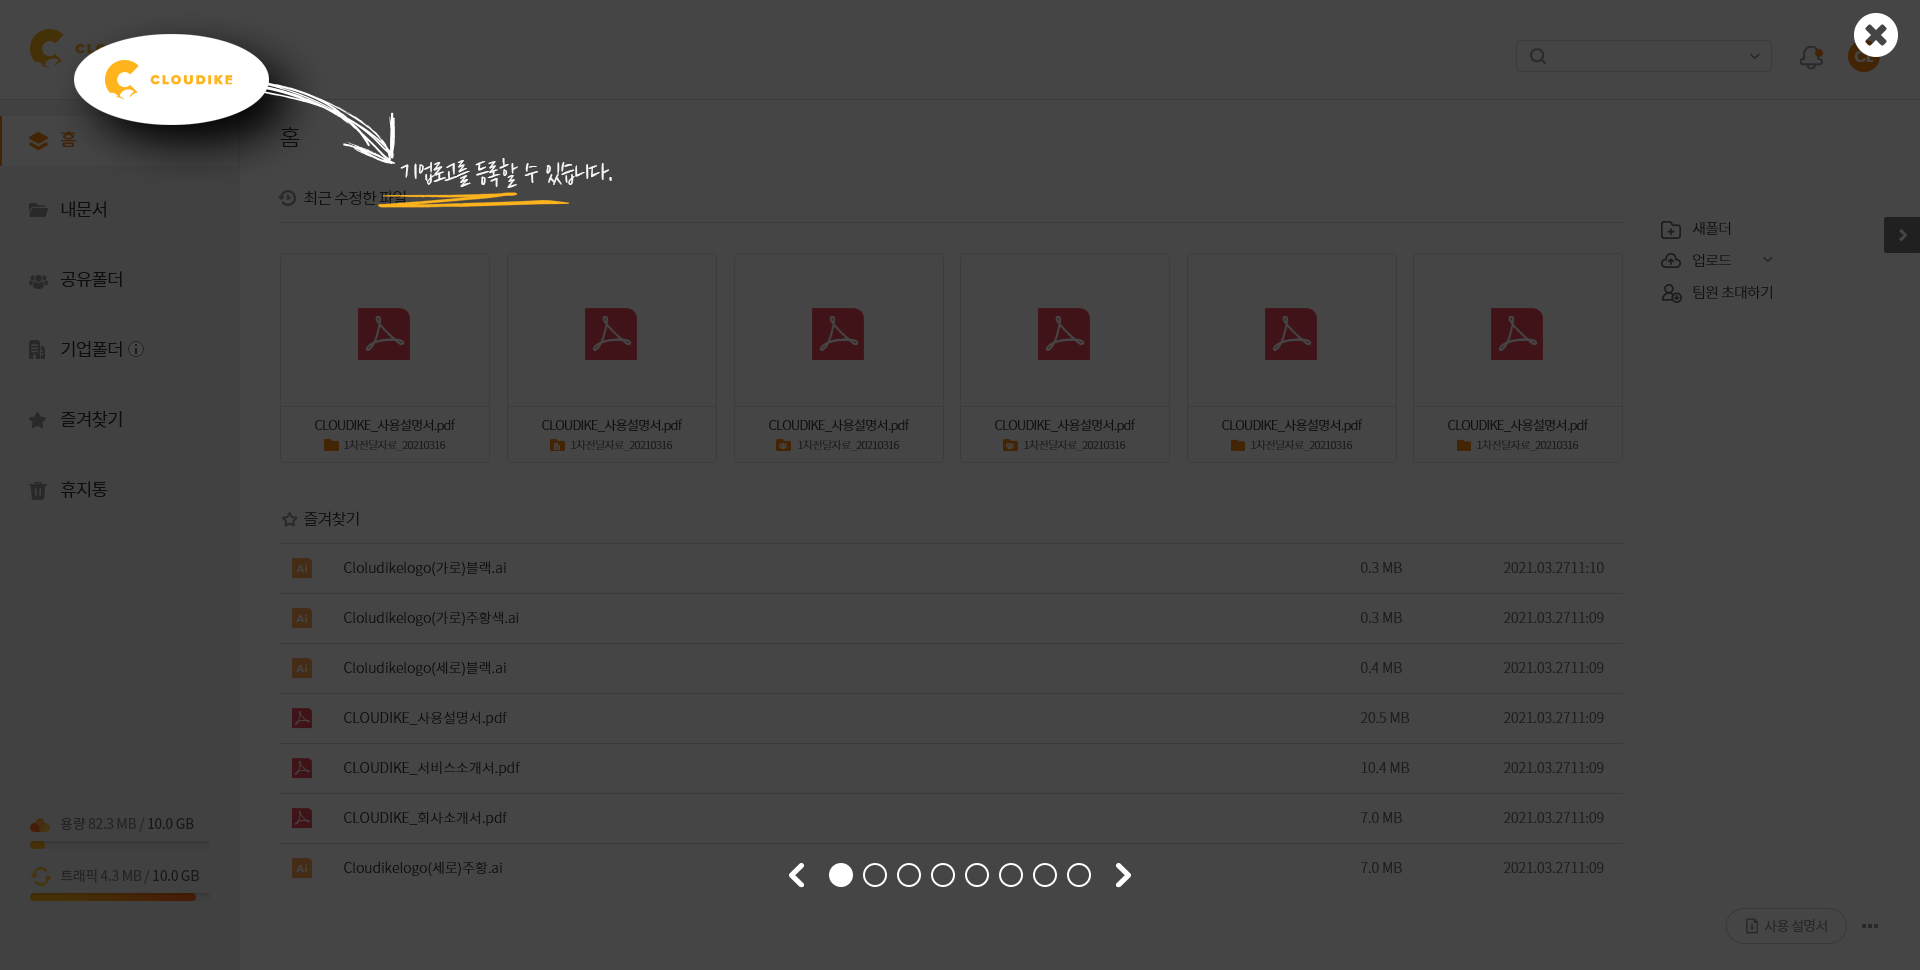 CLOUDIKE
CL
홈
내문서
공유폴더
기업폴더
즐겨찾기
휴지통
용량 82.3 MB / 10.0 GB
트래픽 4.3 MB / 10.0 GB
홈
기업로고를 등록할 수 있습니다.
최근 수정한 파일
CLOUDIKE_사용설명서.pdf
1차전달자료_20210316
CLOUDIKE_사용설명서.pdf
1차전달자료_20210316
CLOUDIKE_사용설명서.pdf
1차전달자료_20210316
CLOUDIKE_사용설명서.pdf
1차전달자료_20210316
CLOUDIKE_사용설명서.pdf
1차전달자료_20210316
CLOUDIKE_사용설명서.pdf
1차전달자료_20210316
새폴더
업로드
팀원 초대하기
즐겨찾기
Ai Cloludikelogo(가로)블랙.ai 0.3 MB 2021.03.2711:10
Ai Cloludikelogo(가로)주황색.ai 0.3 MB 2021.03.2711:09
Ai Cloludikelogo(세로)블랙.ai 0.4 MB 2021.03.2711:09
CLOUDIKE_사용설명서.pdf 20.5 MB 2021.03.2711:09
CLOUDIKE_서비스소개서.pdf 10.4 MB 2021.03.2711:09
CLOUDIKE_회사소개서.pdf 7.0 MB 2021.03.2711:09
Ai Cloudikelogo(세로)주황.ai 7.0 MB 2021.03.2711:09
사용 설명서